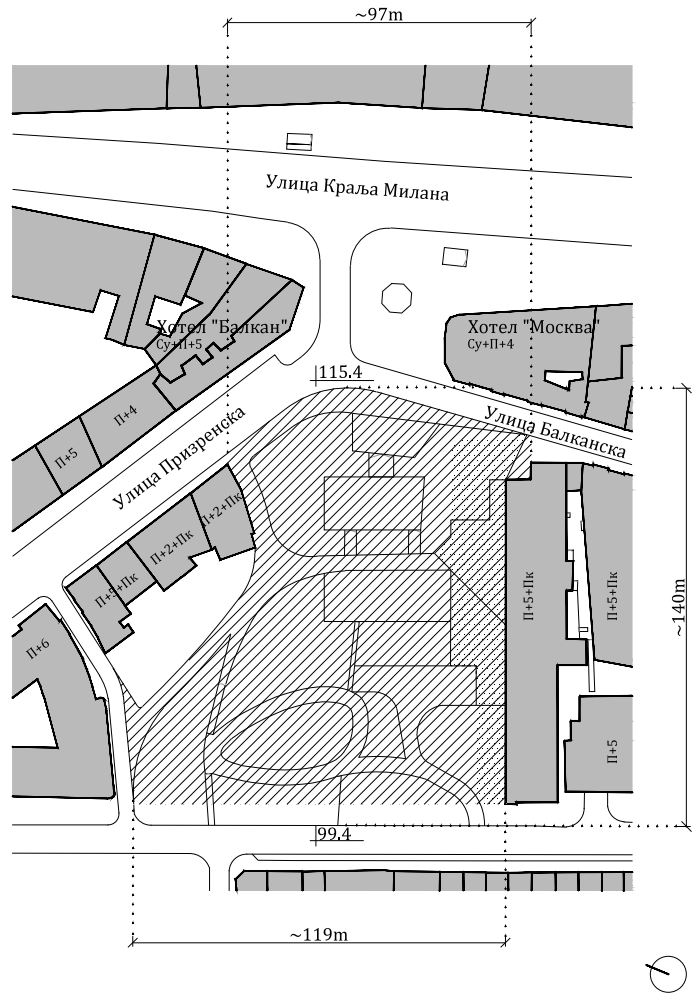 ~97m
Улица Краља Милана
Хотел "Балкан"
Су+П+5
Хотел "Москва"
Су+П+4
115.4
Улица Балканска
Улица Призренска
П+4
П+5
П+2+Пк
П+2+Пк
П+5+Пк
П+5+Пк
П+5+Пк
~140m
П+6
П+5
99.4
~119m